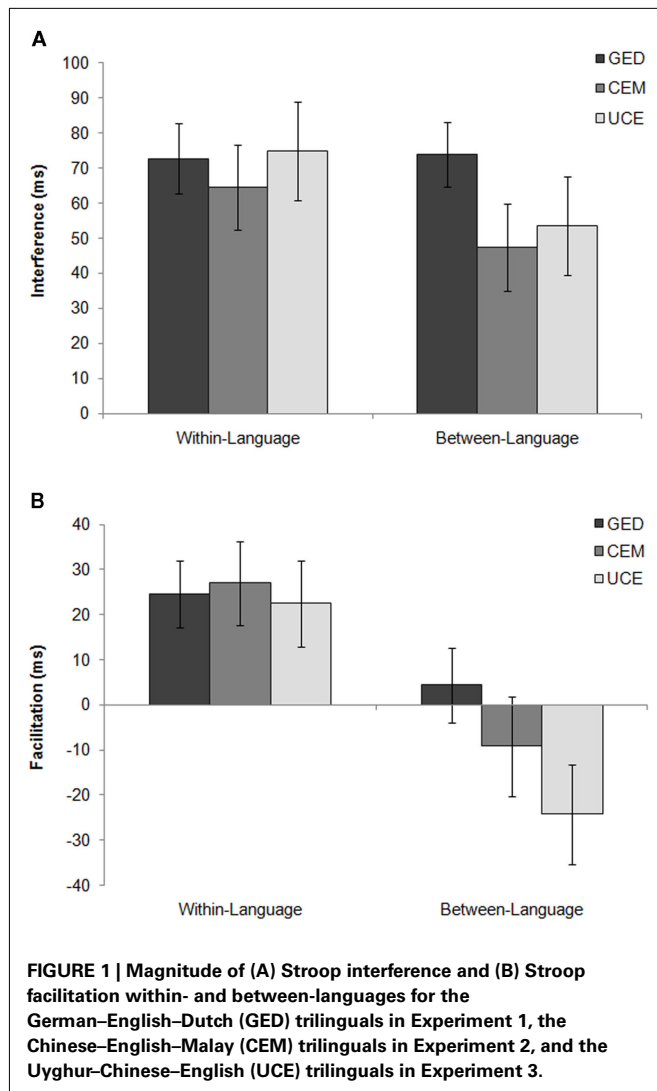 A
100
90
80
70
60
50
40
30
20
10
0
Interference (ms)
GED
CEM
UCE
Within-Language
Between-Language
B
40
30
20
10
0
-10
-20
-30
-40
Facilitation (ms)
GED
CEM
UCE
Within-Language
Between-Language
FIGURE 1 | Magnitude of (A) Stroop interference and (B) Stroop
facilitation within- and between-languages for the
German–English–Dutch (GED) trilinguals in Experiment 1, the
Chinese–English–Malay (CEM) trilinguals in Experiment 2, and the
Uyghur–Chinese–English (UCE) trilinguals in Experiment 3.